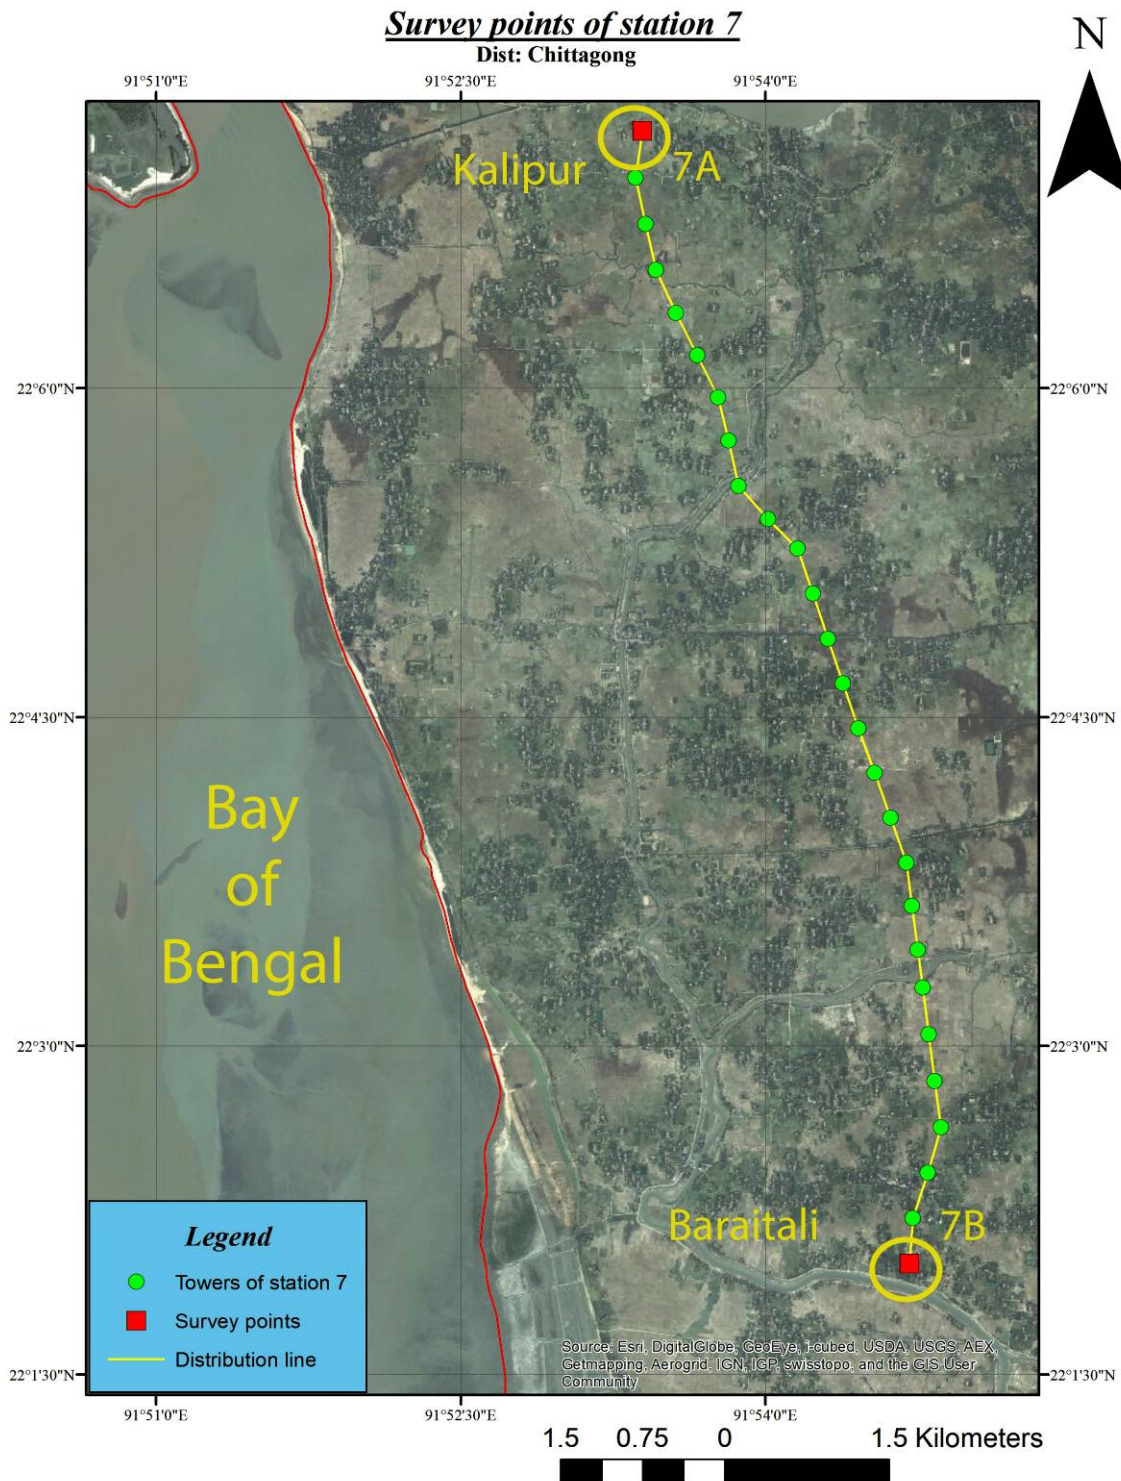 Survey points of station 7
Dist: Chittagong
N
91°51'0"E
91°52'30"E
91°54'0"E
Kalipur
7A
22°6'0"N
22°6'0"N
22°4'30"N
22°4'30"N
Bay
of
Bengal
22°3'0"N
22°3'0"N
Baraitali
7B
Legend
Towers of station 7
Survey points
Distribution line
Source: Esri, DigitalGlobe, GeoEye, i-cubed, USDA, USGS, AEX,
Getmapping, Aerogrid, IGN, IGP, swisstopo, and the GIS User
Community
22°1'30"N
22°1'30"N
91°51'0"E
91°52'30"E
91°54'0"E
1.5 0.75 0 1.5 Kilometers